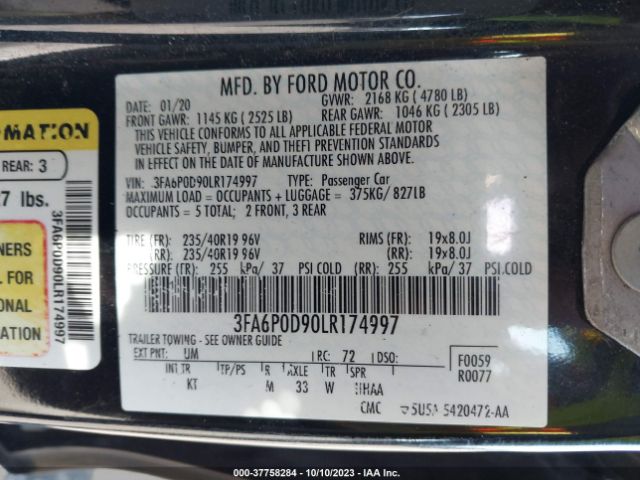 MFD. BY FORD MOTOR CO.
DATE: 01/20 GVWR: 2168 KG ( 4780 LB)
FRONT GAWR: 1145 KG ( 2525 LB) REAR GAWR: 1046 KG ( 2305 LB)
THIS VEHICLE CONFORMS TO ALL APPLICABLE FEDERAL MOTOR
VEHICLE SAFETY, BUMPER, AND THEFT PREVENTION STANDARDS
IN EFFECT ON THE DATE OF MANUFACTURE SHOWN ABOVE.
VIN: 3FA6P0D90LR174997 TYPE: Passenger Car
MAXIMUM LOAD = OCCUPANTS + LUGGAGE = 375KG/ 827LB
OCCUPANTS = 5 TOTAL; 2 FRONT, 3 REAR
TIRE (FR): 235/40R19 96V RIMS (FR): 19x8.0J
(RR): 235/40R19 96V (RR): 19x8.0J
PRESSURE (FR): 255 kPa/ 37 PSI.COLD (RR): 255 kPa/ 37 PSI.COLD
3FA6P0D90LR174997
TRAILER TOWING - SEE OWNER GUIDE
EXT PNT: UM RC: 72 DSO: F0059
INT TR TP/PS R AXLE TR SPR R0077
KT M 33 W
CMC 5420472-AA
MATION
REAR: 3
7 lbs.
3FA6P0D90LR174997
NERS
L FOR
ONAL
MATION
(000-37758284 - 10/10/2023 - IAA Inc.)